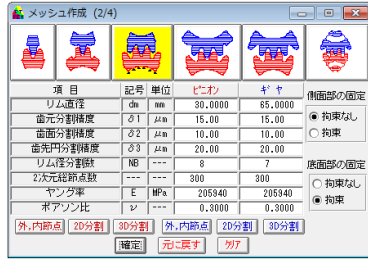 メッシュ作成 (2/4)
項 目 記号 単位 ピニオン ギヤ
リム直径 dm mm 30.0000 65.0000
歯元分割精度 δ1 μm 15.00 15.00
歯面分割精度 δ2 μm 10.00 10.00
歯先円分割精度 δ3 μm 20.00 20.00
リム径分割数 NB --- 8 7
2次元総節点数 --- --- 300 300
ヤング率 E MPa 205940 205940
ポアソン比 ν --- 0.3000 0.3000
側面部の固定
拘束なし
拘束
底面部の固定
拘束なし
拘束
外,内節点 2D分割 3D分割 外,内節点 2D分割 3D分割
確定 元に戻す クリア